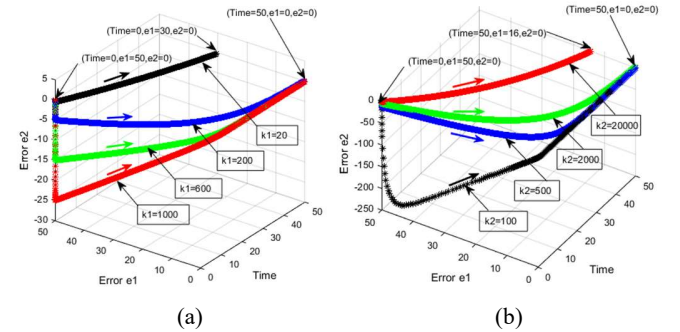 (Time=50,e1=0,e2=0)
(Time=0,e1=30,e2=0)
(Time=0,e1=50,e2=0)
5
0
-5
-10
-15
-20
-25
-30
Error e2
k1=20
k1=200
k1=600
k1=1000
50
40
30
20
10
0
Error e1
0
10
20
30
40
50
Time
(a)
(Time=50,e1=0,e2=0)
(Time=50,e1=16,e2=0)
(Time=0,e1=50,e2=0)
0
-50
-100
-150
-200
-250
Error e2
k2=20000
k2=2000
k2=500
k2=100
50
40
30
20
10
0
Error e1
0
10
20
30
40
50
Time
(b)